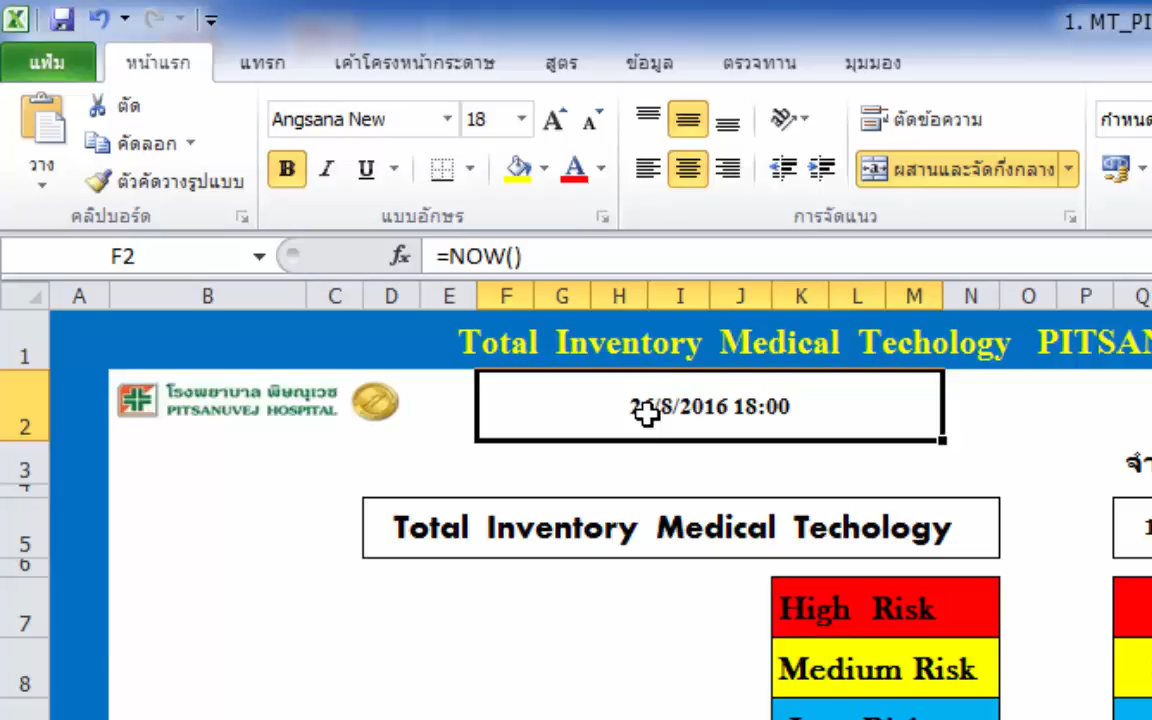 1. MT_PI
แฟ้ม หน้าแรก แทรก เค้าโครงหน้ากระดาษ สูตร ข้อมูล ตรวจทาน มุมมอง
ตัด Angsana New 18 A A ตัดข้อความ กำหนด
คัดลอก
วาง ตัวคัดวางรูปแบบ B I U A ผสานและจัดกึ่งกลาง
คลิปบอร์ด แบบอักษร การจัดแนว
F2 fx =NOW()
A B C D E F G H I J K L M N O P Q
1 Total Inventory Medical Techology PITSAN
โรงพยาบาล พิษณุเวช
PITSANUVEJ HOSPITAL
2 26/8/2016 18:00
3 จำ
4
5 Total Inventory Medical Techology 1
6
7 High Risk
8 Medium Risk